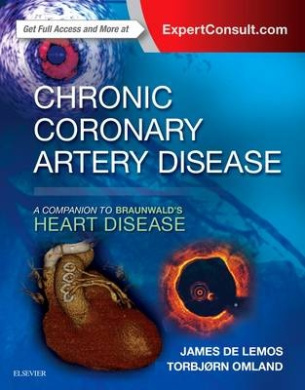 Get Full Access and More at
ExpertConsult.com
CHRONIC
CORONARY
ARTERY DISEASE
A COMPANION TO BRAUNWALD'S
HEART DISEASE
JAMES DE LEMOS
TORBJØRN OMLAND
ELSEVIER